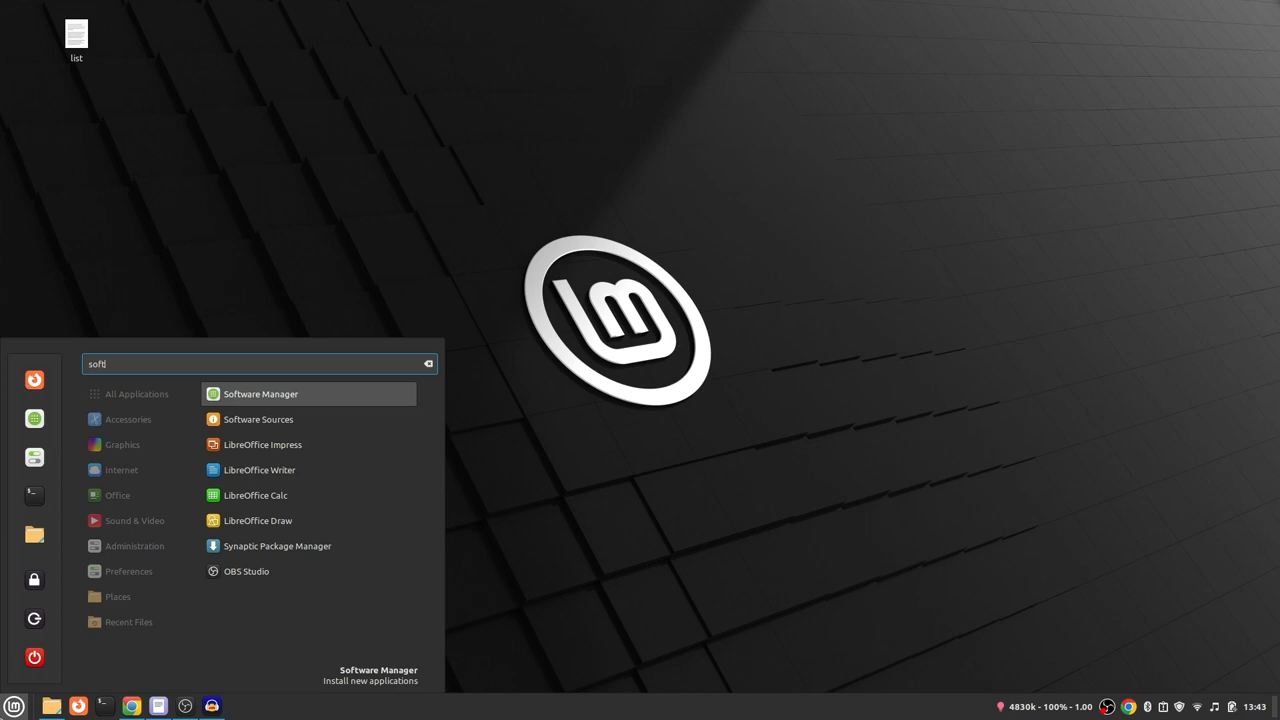 list
soft
All Applications
Accessories
Graphics
Internet
Office
Sound & Video
Administration
Preferences
Places
Recent Files
Software Manager
Software Sources
LibreOffice Impress
LibreOffice Writer
LibreOffice Calc
LibreOffice Draw
Synaptic Package Manager
OBS Studio
Software Manager
Install new applications
4830k - 100% - 1.00
13:43